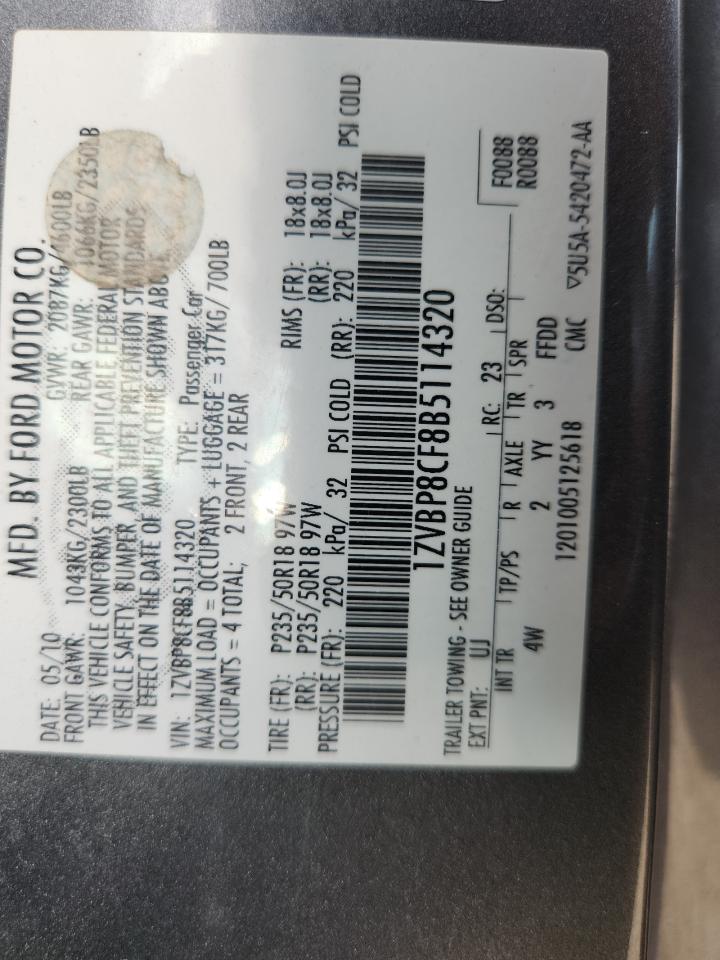 MFD. BY FORD MOTOR CO.
DATE: 05/10 GVWR: 2087KG/4600LB
FRONT GAWR: 1043KG/2300LB REAR GAWR: 1066KG/2350LB
THIS VEHICLE CONFORMS TO ALL APPLICABLE FEDERAL MOTOR
VEHICLE SAFETY, BUMPER, AND THEFT PREVENTION STANDARDS
IN EFFECT ON THE DATE OF MANUFACTURE SHOWN ABOVE.
VIN: 1ZVBP8CF8B5114320 TYPE: Passenger Car
MAXIMUM LOAD = OCCUPANTS + LUGGAGE = 317KG/700LB
OCCUPANTS = 4 TOTAL; 2 FRONT, 2 REAR
TIRE (FR): P235/50R18 97W RIMS (FR): 18x8.0J
(RR): P235/50R18 97W (RR): 18x8.0J
PRESSURE (FR): 220 kPa/ 32 PSI COLD (RR): 220 kPa/ 32 PSI COLD
1ZVBP8CF8B5114320
TRAILER TOWING - SEE OWNER GUIDE
EXT PNT: UJ RC: 23 DSO: F0088
INT TR TP/PS R AXLE TR SPR R0088
4W 2 YY 3 FFDD
1201005125618 CMC ▽5U5A-5420472-AA